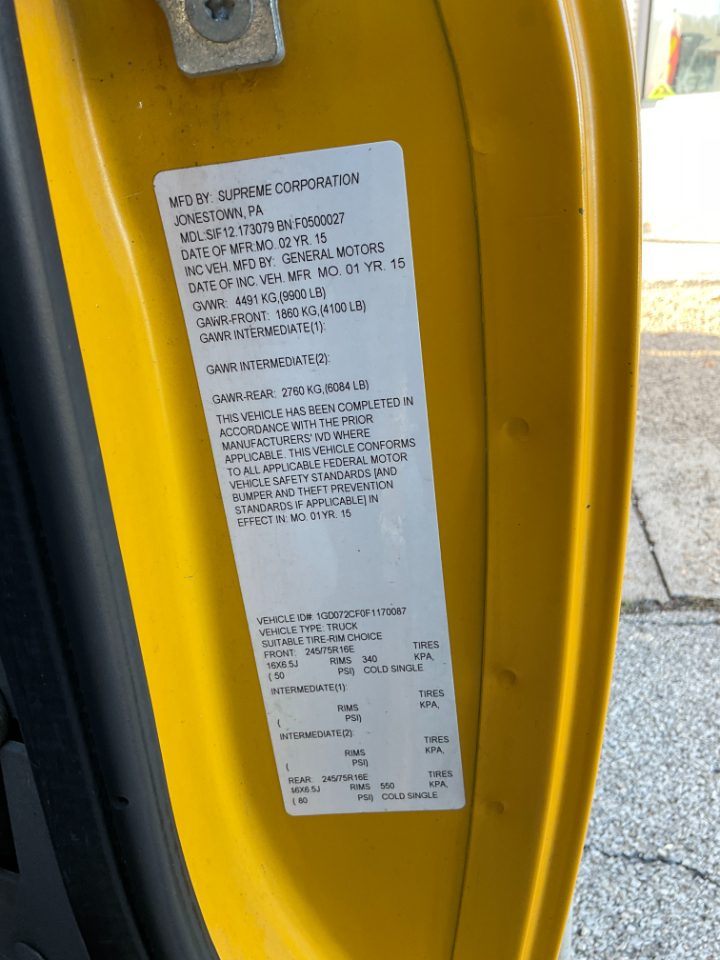 MFD BY: SUPREME CORPORATION
JONESTOWN, PA
MDL:SIF12.173079 BN:F0500027
DATE OF MFR:MO. 02 YR. 15
INC VEH. MFD BY: GENERAL MOTORS
DATE OF INC. VEH. MFR MO. 01 YR. 15
GVWR: 4491 KG,(9900 LB)
GAWR-FRONT: 1860 KG,(4100 LB)
GAWR INTERMEDIATE(1):
GAWR INTERMEDIATE(2):
GAWR-REAR: 2760 KG,(6084 LB)
THIS VEHICLE HAS BEEN COMPLETED IN
ACCORDANCE WITH THE PRIOR
MANUFACTURERS' IVD WHERE
APPLICABLE. THIS VEHICLE CONFORMS
TO ALL APPLICABLE FEDERAL MOTOR
VEHICLE SAFETY STANDARDS [AND
BUMPER AND THEFT PREVENTION
STANDARDS IF APPLICABLE] IN
EFFECT IN: MO. 01 YR. 15
VEHICLE ID#: 1GD072CF0F1170087
VEHICLE TYPE: TRUCK
SUITABLE TIRE-RIM CHOICE
FRONT: 245/75R16E TIRES
16X6.5J RIMS 340 KPA,
( 50 PSI) COLD SINGLE
INTERMEDIATE(1): TIRES
RIMS KPA,
( PSI)
INTERMEDIATE(2): TIRES
RIMS KPA,
( PSI)
REAR: 245/75R16E TIRES
16X6.5J RIMS 550 KPA,
( 80 PSI) COLD SINGLE